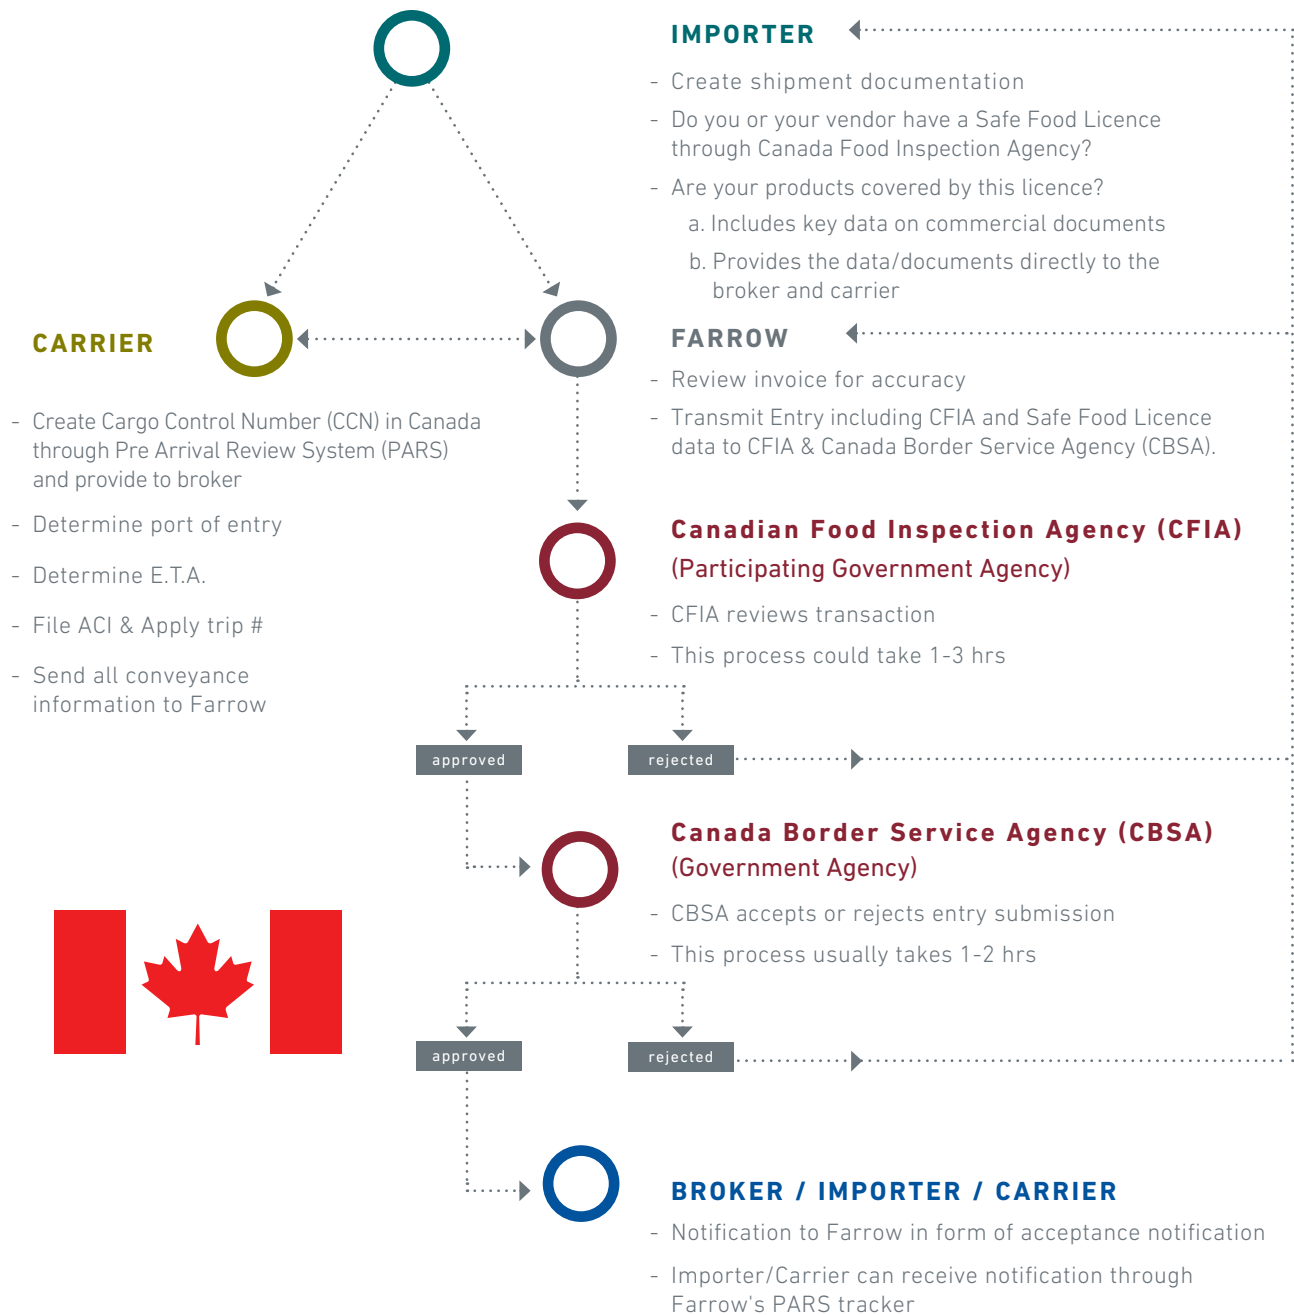 IMPORTER
- Create shipment documentation
- Do you or your vendor have a Safe Food Licence
through Canada Food Inspection Agency?
- Are your products covered by this licence?
a. Includes key data on commercial documents
b. Provides the data/documents directly to the
broker and carrier
CARRIER
- Create Cargo Control Number (CCN) in Canada
through Pre Arrival Review System (PARS)
and provide to broker
- Determine port of entry
- Determine E.T.A.
- File ACI & Apply trip #
- Send all conveyance
information to Farrow
FARROW
- Review invoice for accuracy
- Transmit Entry including CFIA and Safe Food Licence
data to CFIA & Canada Border Service Agency (CBSA).
Canadian Food Inspection Agency (CFIA)
(Participating Government Agency)
- CFIA reviews transaction
- This process could take 1-3 hrs
approved
rejected
Canada Border Service Agency (CBSA)
(Government Agency)
- CBSA accepts or rejects entry submission
- This process usually takes 1-2 hrs
approved
rejected
BROKER / IMPORTER / CARRIER
- Notification to Farrow in form of acceptance notification
- Importer/Carrier can receive notification through
Farrow's PARS tracker